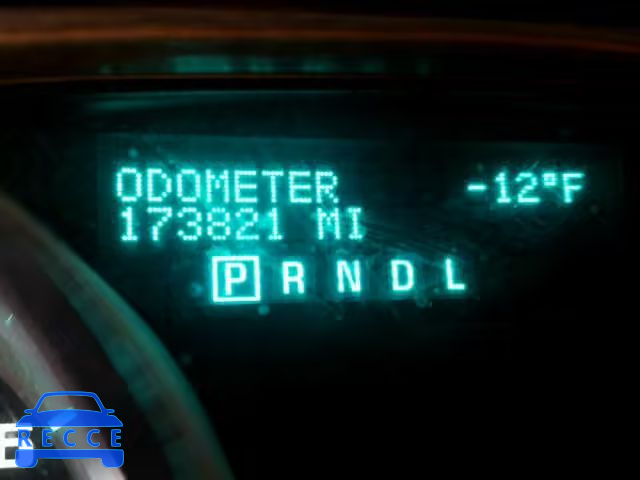 ODOMETER -12°F
173821 MI
P R N D L
E
RECCE